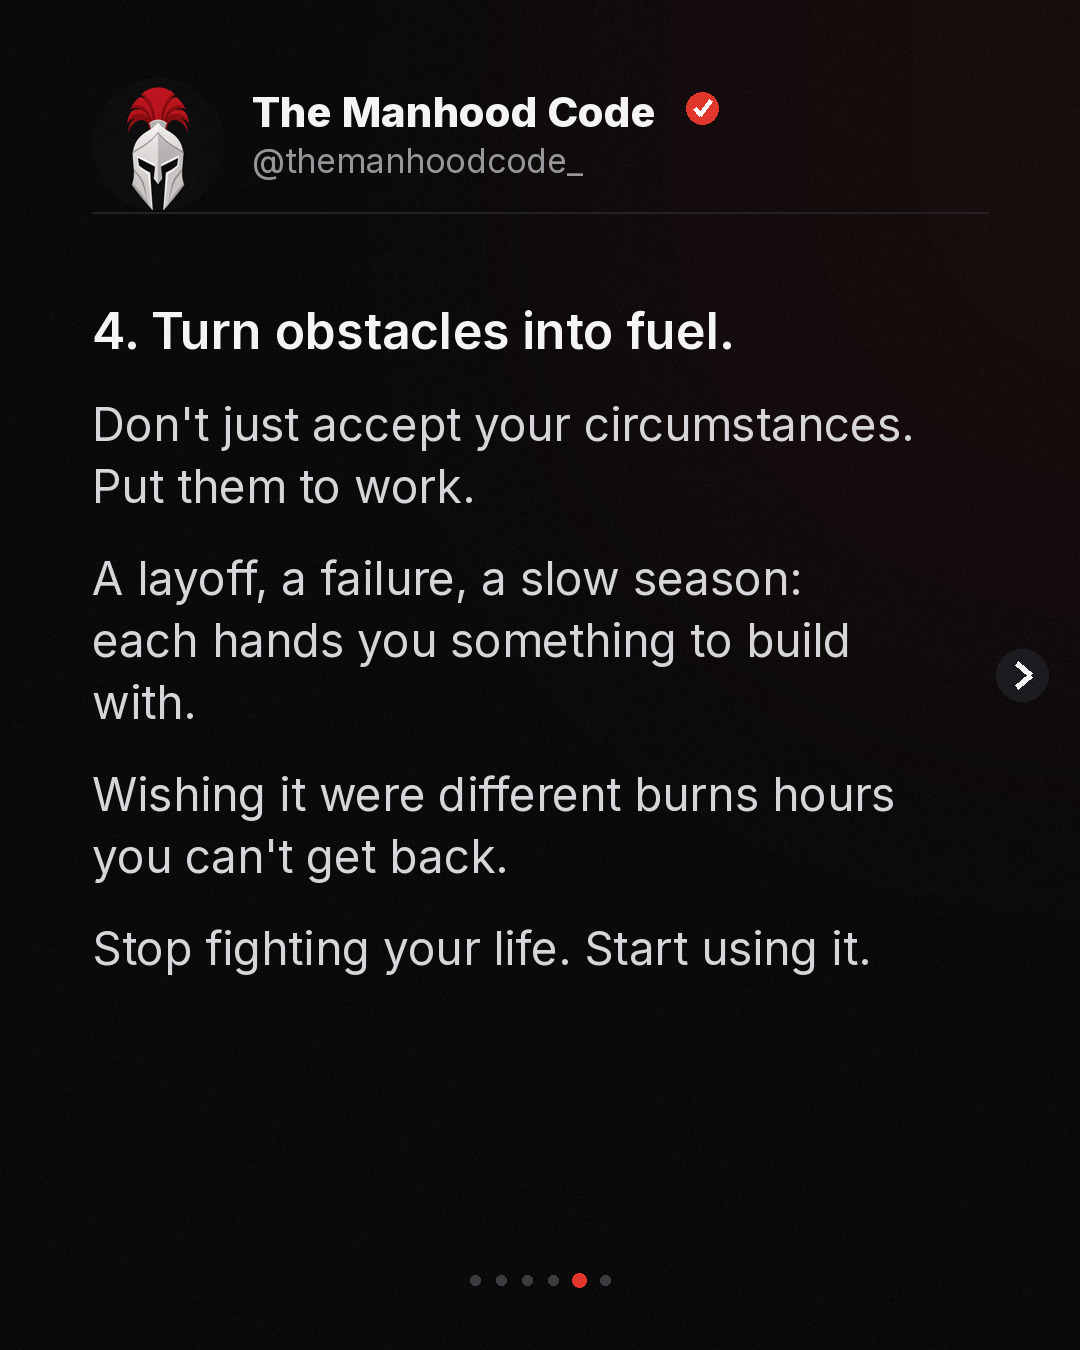 The Manhood Code
@themanhoodcode_
4. Turn obstacles into fuel.
Don't just accept your circumstances.
Put them to work.
A layoff, a failure, a slow season:
each hands you something to build
with.
Wishing it were different burns hours
you can't get back.
Stop fighting your life. Start using it.